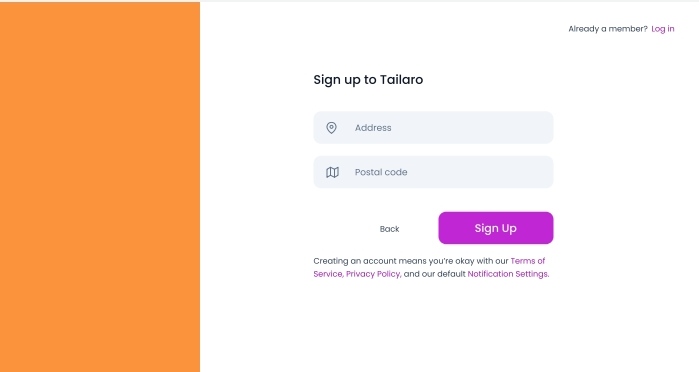 Already a member? Log in
Sign up to Tailaro
Address
Postal code
Back
Sign Up
Creating an account means you're okay with our Terms of
Service, Privacy Policy, and our default Notification Settings.